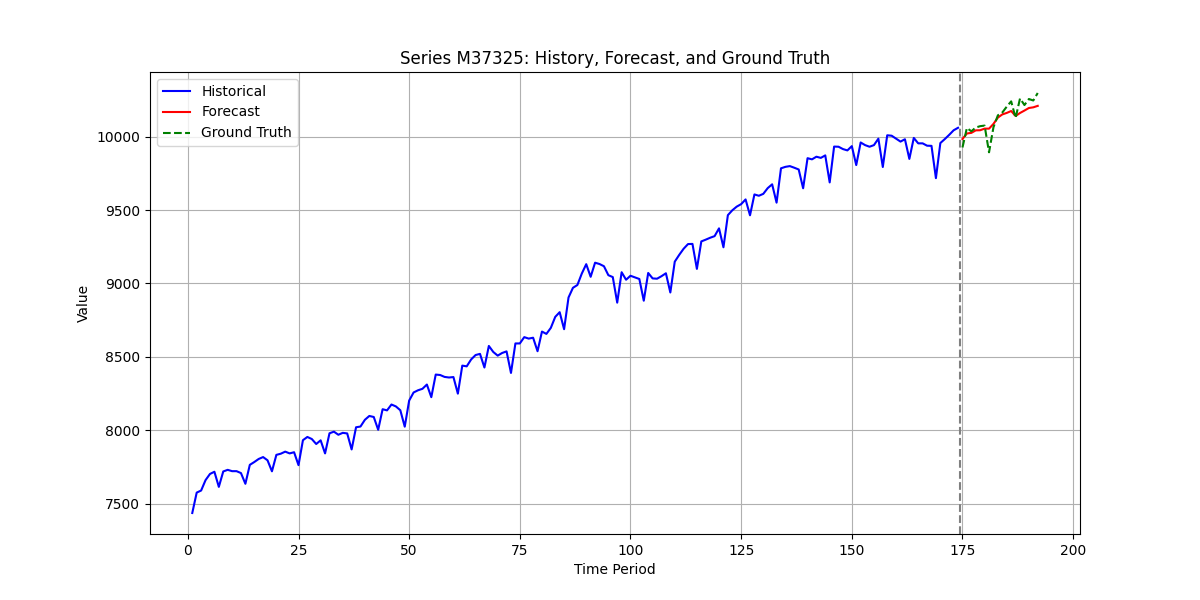 Series M37325: History, Forecast, and Ground Truth
Historical
Forecast
Ground Truth
10000
9500
9000
8500
8000
7500
Value
0 25 50 75 100 125 150 175 200
Time Period